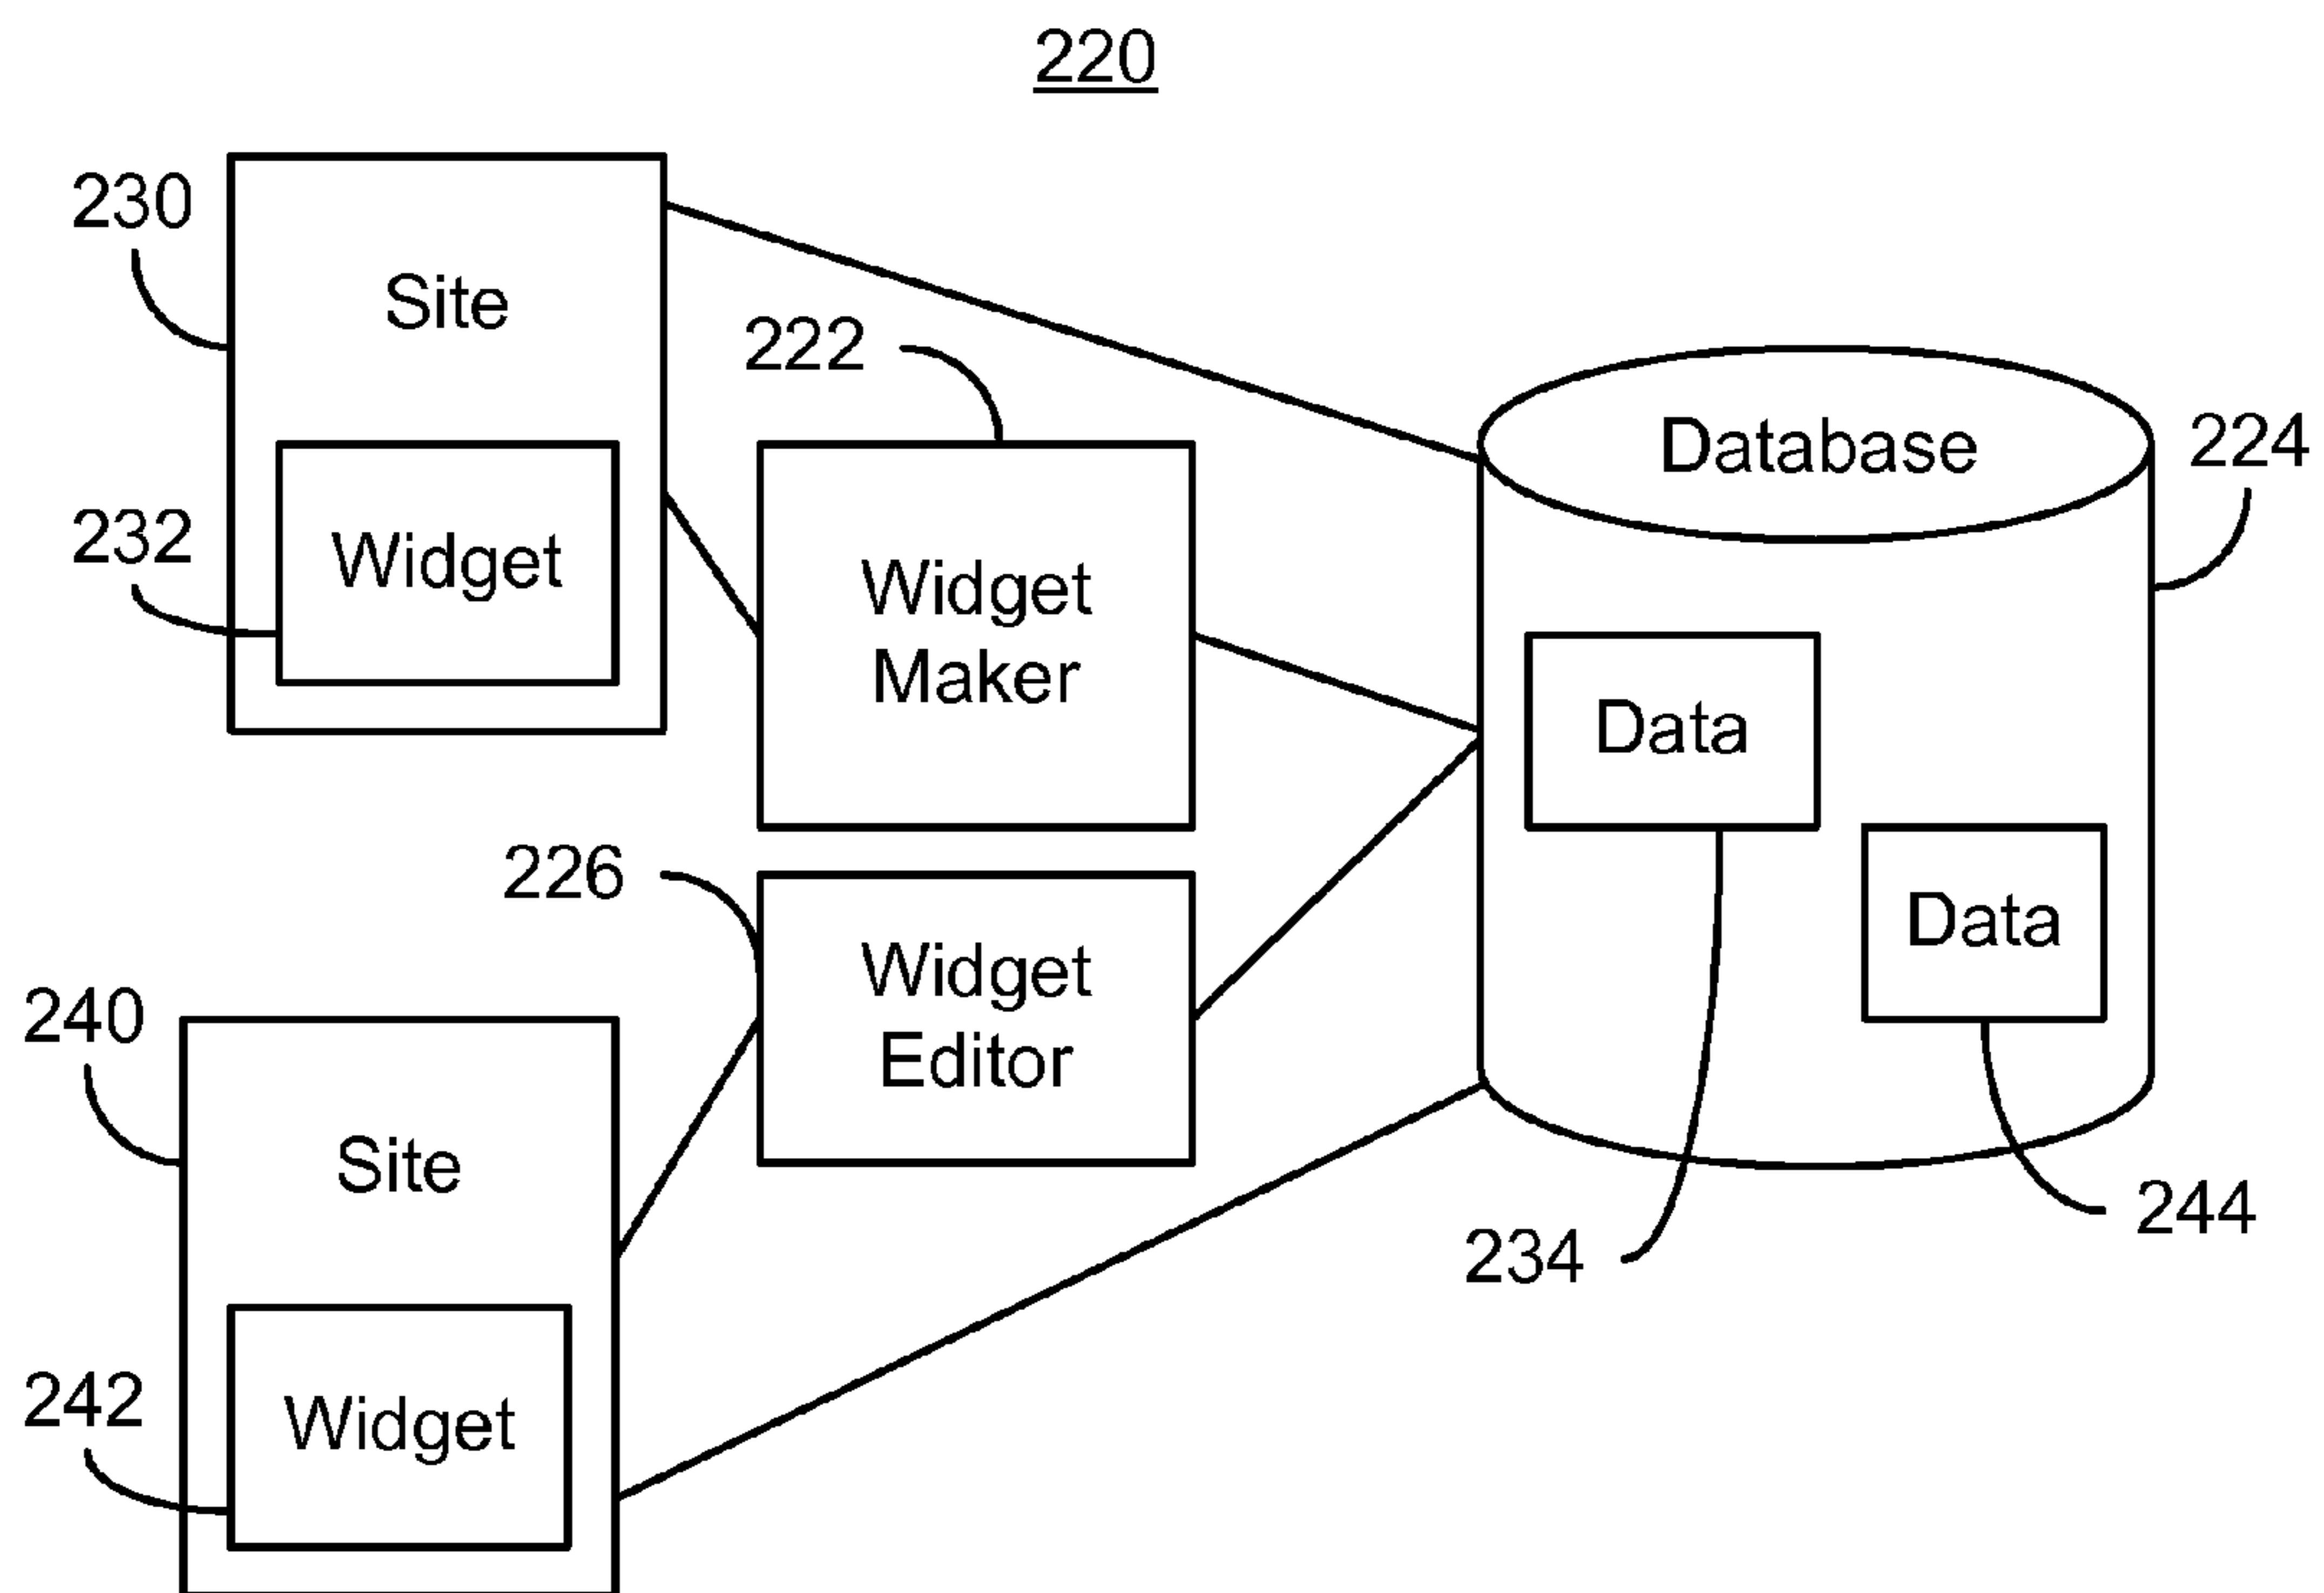 220
230
Site
222
Database
224
232
Widget
Widget
Maker
Data
226
Data
Widget
Editor
240
Site
244
234
242
Widget